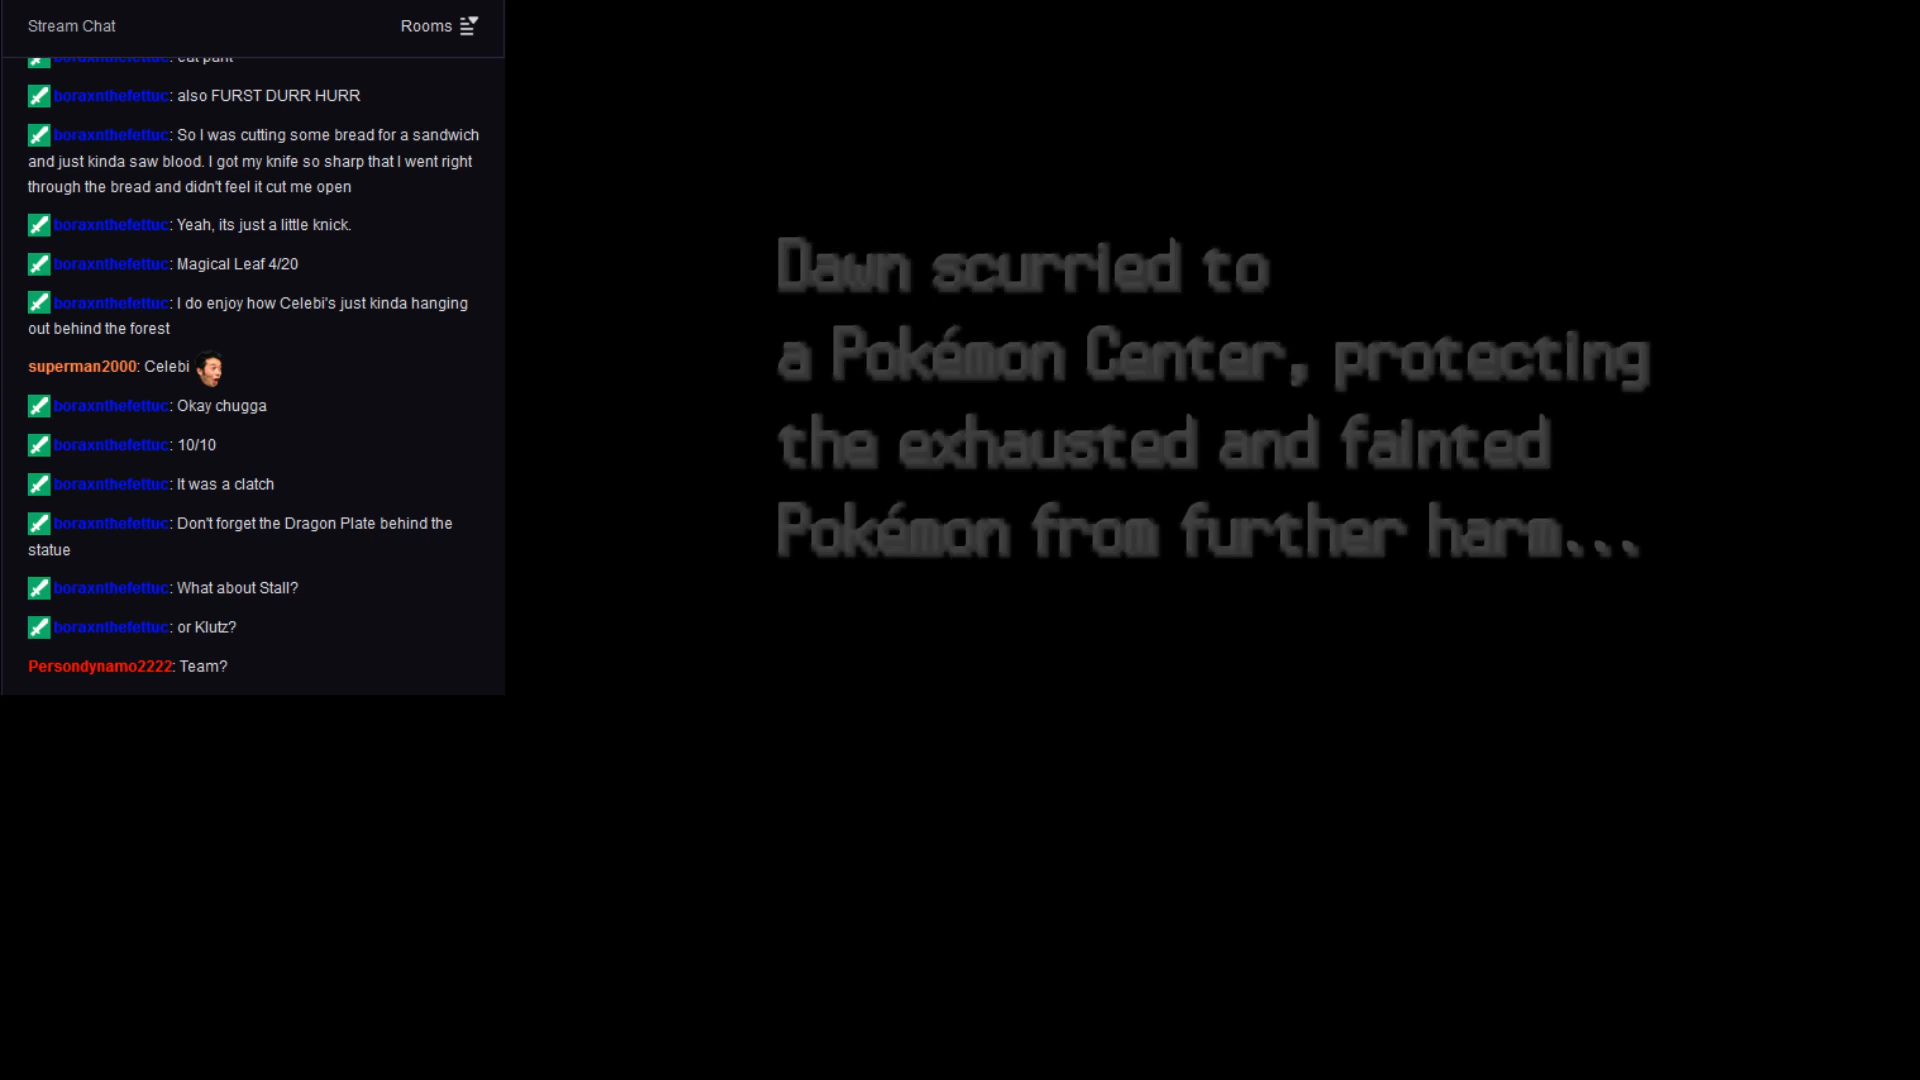 Stream Chat
Rooms
boraxnthefettuc: eat pant
boraxnthefettuc: also FURST DURR HURR
boraxnthefettuc: So I was cutting some bread for a sandwich
and just kinda saw blood. I got my knife so sharp that I went right
through the bread and didn't feel it cut me open
boraxnthefettuc: Yeah, its just a little knick.
boraxnthefettuc: Magical Leaf 4/20
boraxnthefettuc: I do enjoy how Celebi's just kinda hanging
out behind the forest
superman2000: Celebi
boraxnthefettuc: Okay chugga
boraxnthefettuc: 10/10
boraxnthefettuc: It was a clatch
boraxnthefettuc: Don't forget the Dragon Plate behind the
statue
boraxnthefettuc: What about Stall?
boraxnthefettuc: or Klutz?
Persondynamo2222: Team?
Dawn scurried to
a Pokémon Center, protecting
the exhausted and fainted
Pokémon from further harm...